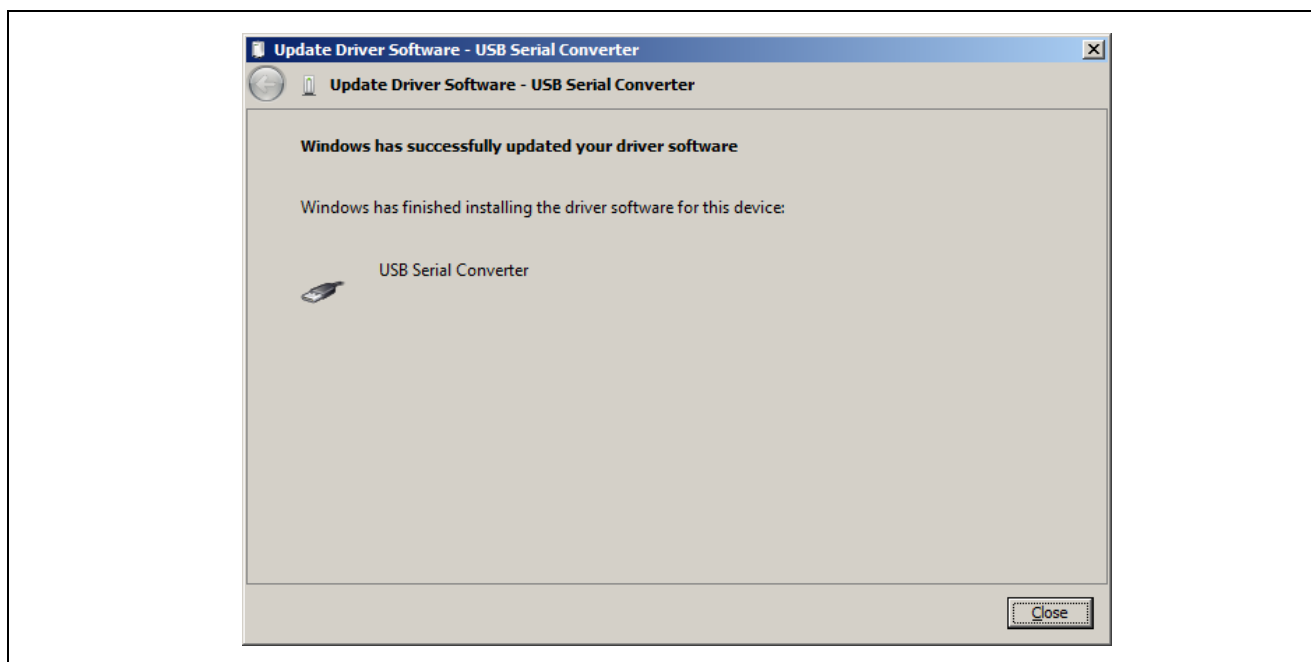 Update Driver Software - USB Serial Converter
Update Driver Software - USB Serial Converter
Windows has successfully updated your driver software
Windows has finished installing the driver software for this device:
USB Serial Converter
Close